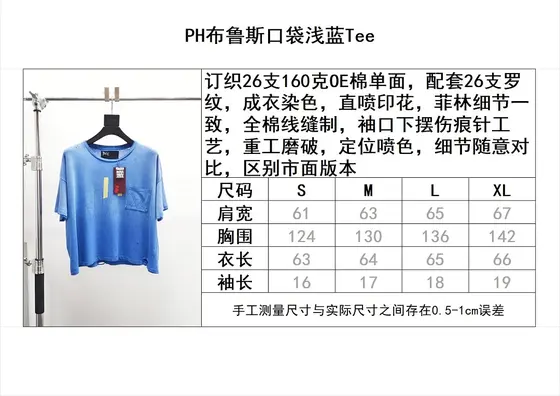 PH布鲁斯口袋浅蓝Tee
订织26支160克OE棉单面，配套26支罗
纹，成衣染色，直喷印花，菲林细节一
致，全棉线缝制，袖口下摆伤痕针工
艺，重工磨破，定位喷色，细节随意对
比，区别市面版本
尺码 S M L XL
肩宽 61 63 65 67
胸围 124 130 136 142
衣长 63 64 65 66
袖长 16 17 18 19
手工测量尺寸与实际尺寸之间存在0.5-1cm误差